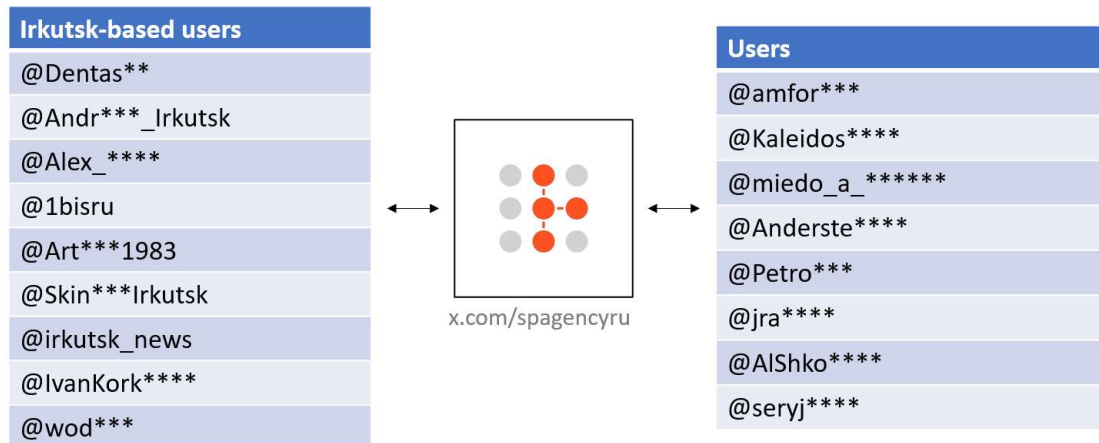 Irkutsk-based users
@Dentas**
@Andr***_Irkutsk
@Alex_****
@1bisru
@Art***1983
@Skin***Irkutsk
@irkutsk_news
@IvanKork****
@wod***
x.com/spagencyru
Users
@amfor***
@Kaleidos****
@miedo_a_******
@Anderste****
@Petro***
@jra****
@AlShko****
@seryj****